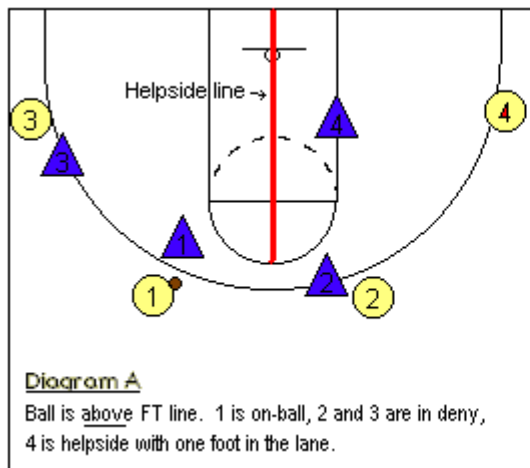 Helpside line
4
4
3
3
1
2
1
2
Diagram A
Ball is above FT line. 1 is on-ball, 2 and 3 are in deny,
4 is helpside with one foot in the lane.